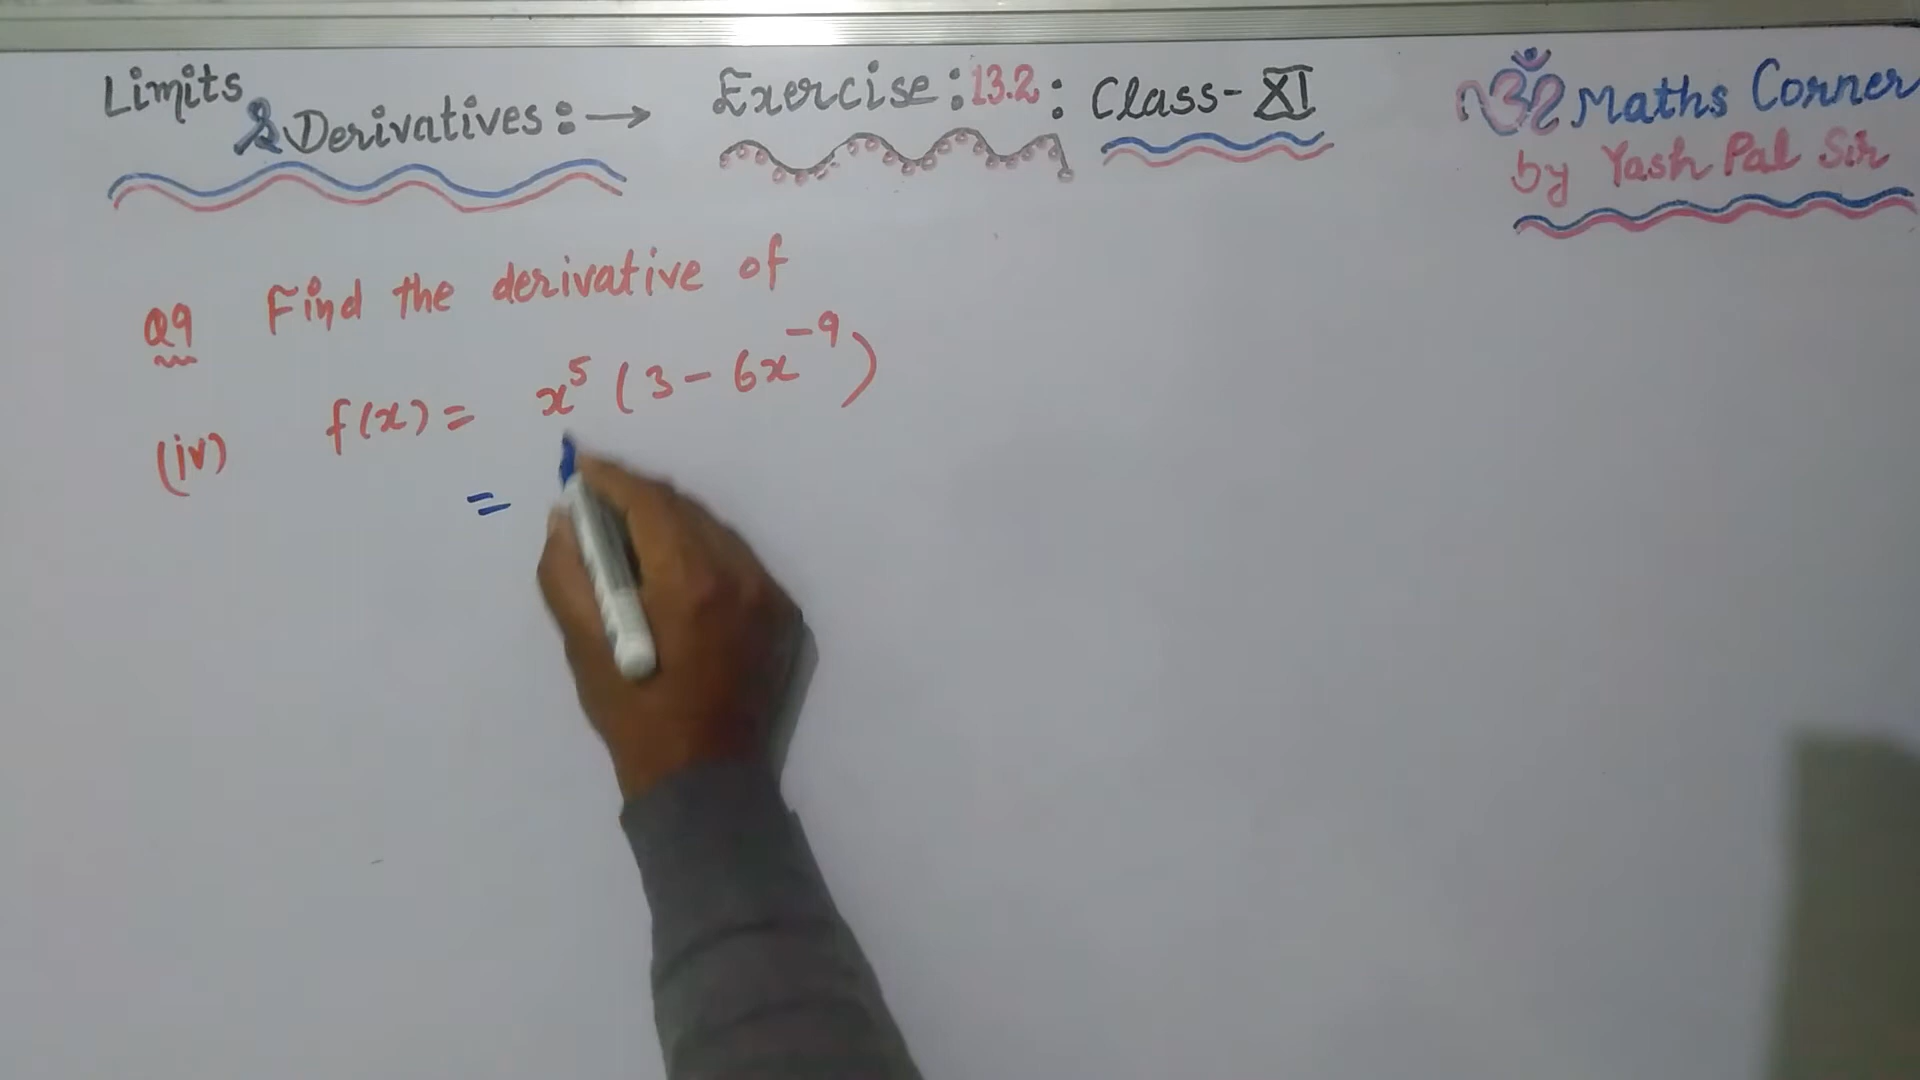 Limits & Derivatives :→
Exercise : 13.2 : Class - XI
ॐ Maths Corner
by Yash Pal Sir
Q9 Find the derivative of
(iv) f(x) = x⁵ (3 - 6x⁻⁹)
=